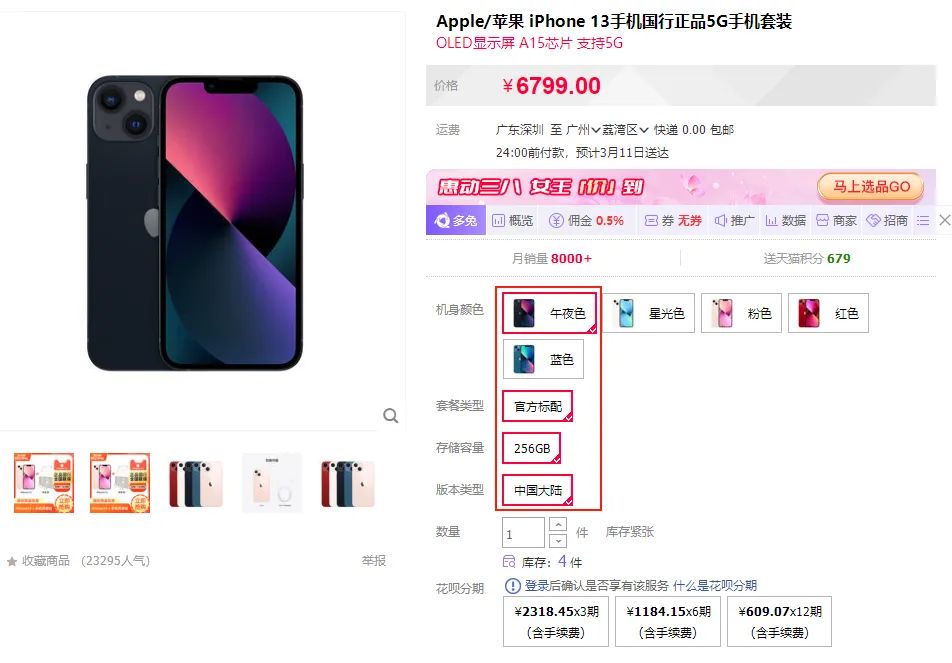 Apple/苹果 iPhone 13手机国行正品5G手机套装
OLED显示屏 A15芯片 支持5G
价格 ¥6799.00
运费 广东深圳 至 广州 荔湾区 快递 0.00 包邮
24:00前付款，预计3月11日送达
惠动三八 女王 价 到 马上选品GO
多兔 概览 佣金 0.5% 券 无券 推广 数据 商家 招商
月销量 8000+ 送天猫积分 679
机身颜色 午夜色 星光色 粉色 红色
蓝色
套餐类型 官方标配
存储容量 256GB
版本类型 中国大陆
数量 1 件 库存紧张
库存：4 件
花呗分期 登录后确认是否享有该服务 什么是花呗分期
¥2318.45x3期 ¥1184.15x6期 ¥609.07x12期
(含手续费) (含手续费) (含手续费)
收藏商品 (23295人气) 举报